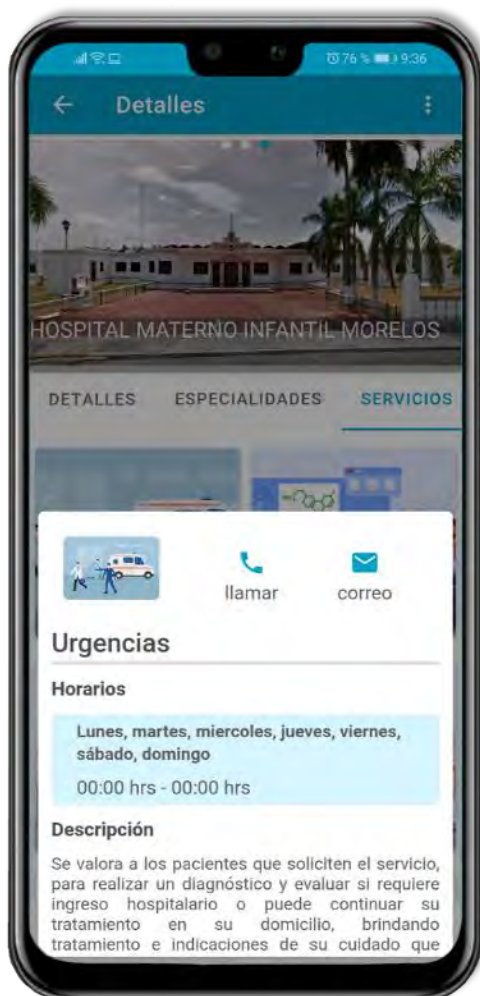 76 % 9:36
Detalles
HOSPITAL MATERNO INFANTIL MORELOS
DETALLES ESPECIALIDADES SERVICIOS
llamar correo
Urgencias
Horarios
Lunes, martes, miercoles, jueves, viernes,
sábado, domingo
00:00 hrs - 00:00 hrs
Descripción
Se valora a los pacientes que soliciten el servicio,
para realizar un diagnóstico y evaluar si requiere
ingreso hospitalario o puede continuar su
tratamiento en su domicilio, brindando
tratamiento e indicaciones de su cuidado que